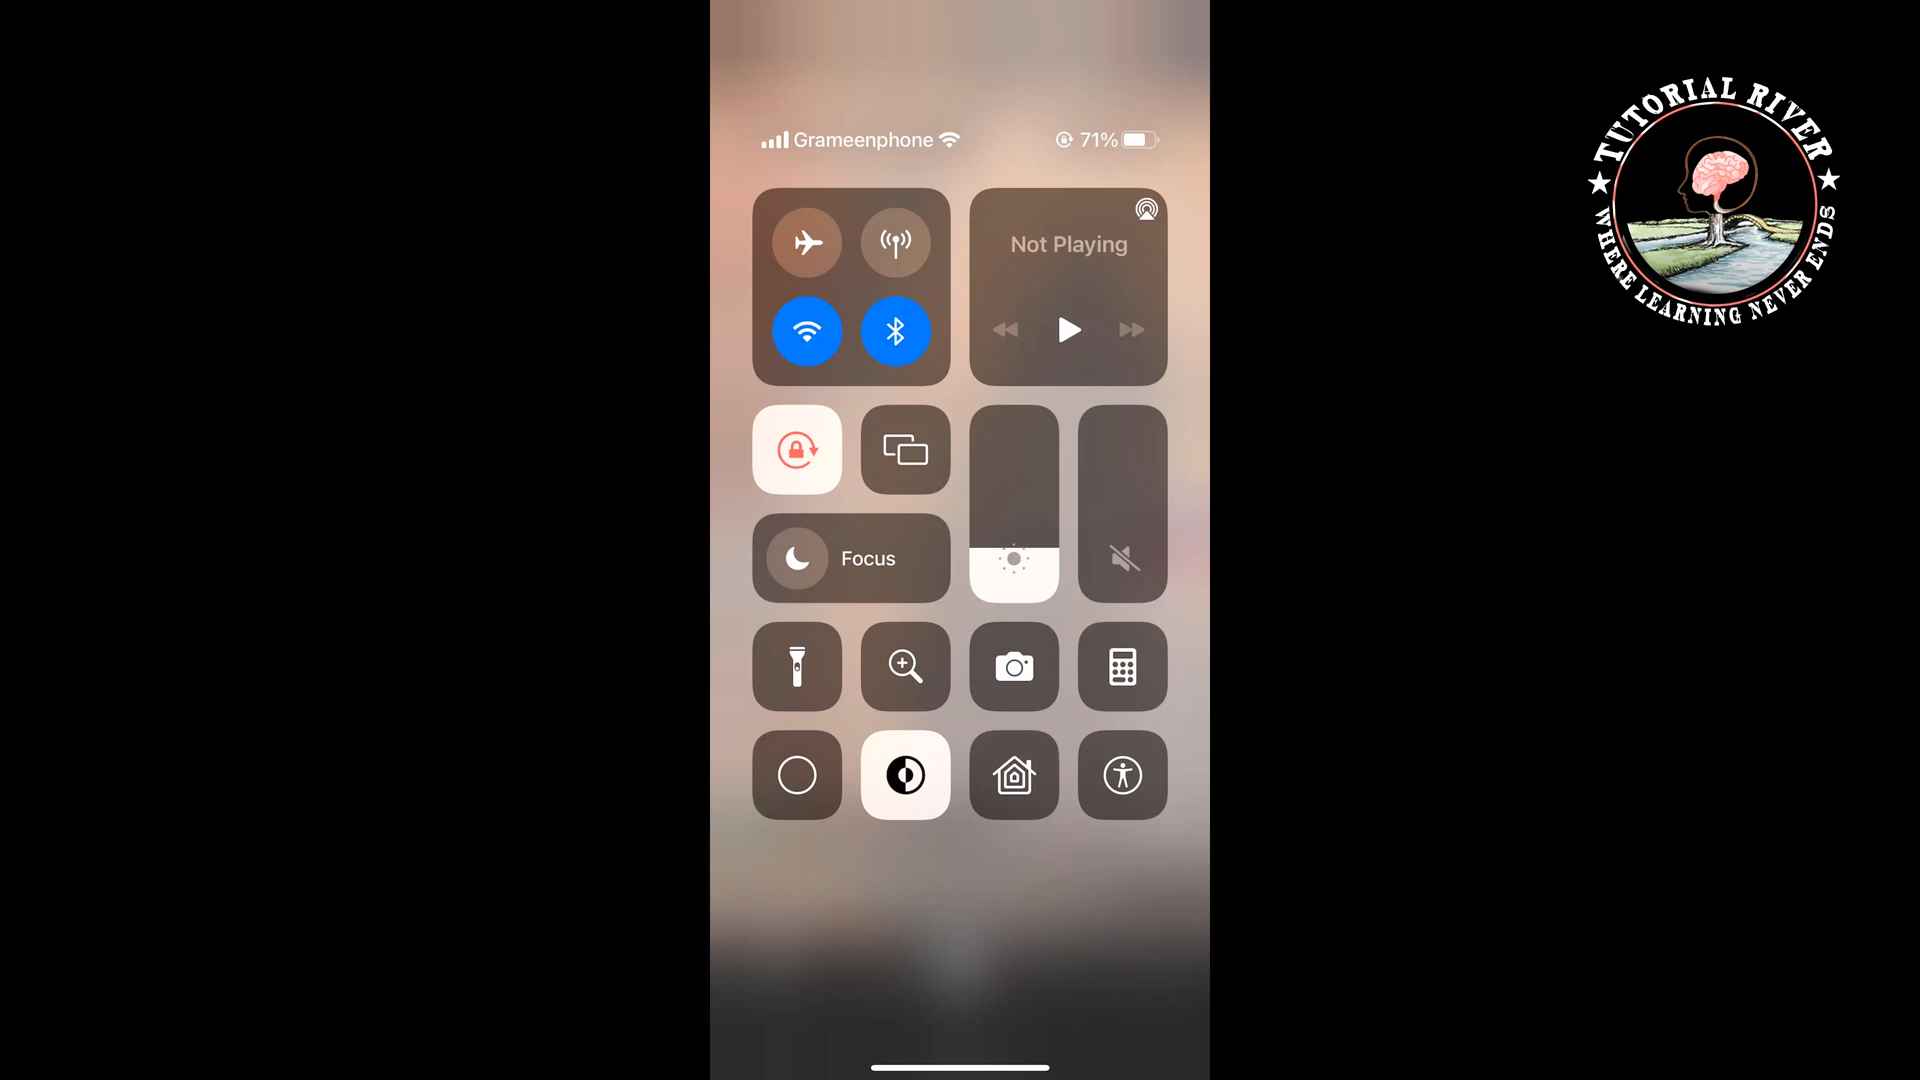 Grameenphone 71%
Not Playing
Focus
TUTORIAL RIVER
WHERE LEARNING NEVER ENDS